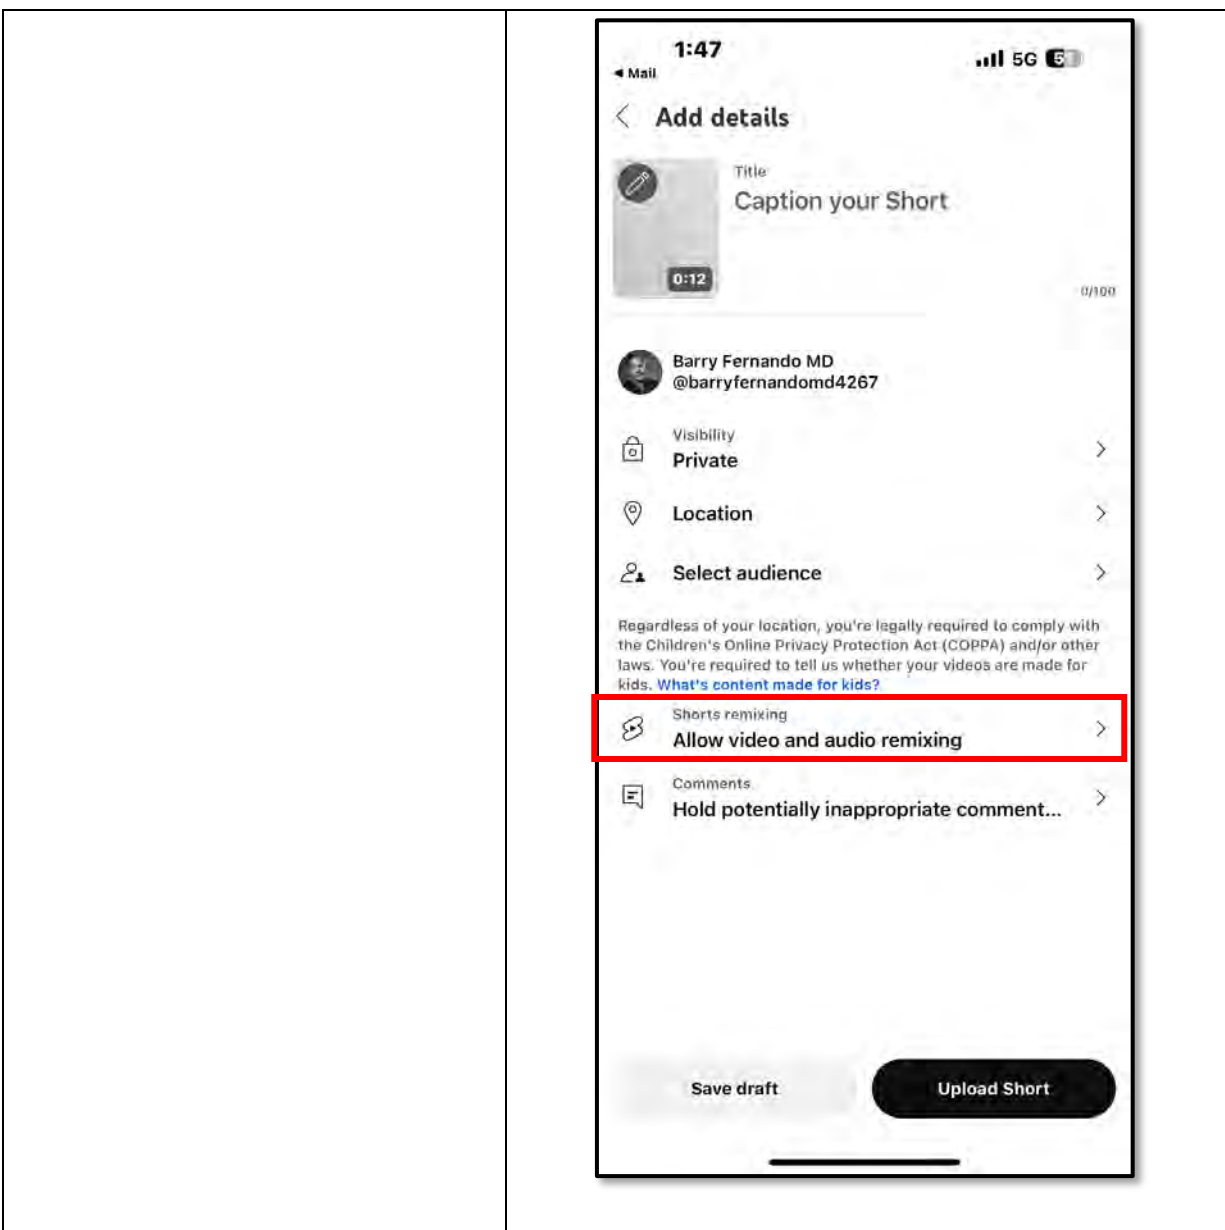 1:47
5G
◀ Mail
Add details
Title
Caption your Short
0:12
0/100
Barry Fernando MD
@barryfernandomd4267
Visibility
Private
Location
Select audience
Regardless of your location, you're legally required to comply with
the Children's Online Privacy Protection Act (COPPA) and/or other
laws. You're required to tell us whether your videos are made for
kids. What's content made for kids?
Shorts remixing
Allow video and audio remixing
Comments
Hold potentially inappropriate comment...
Save draft
Upload Short